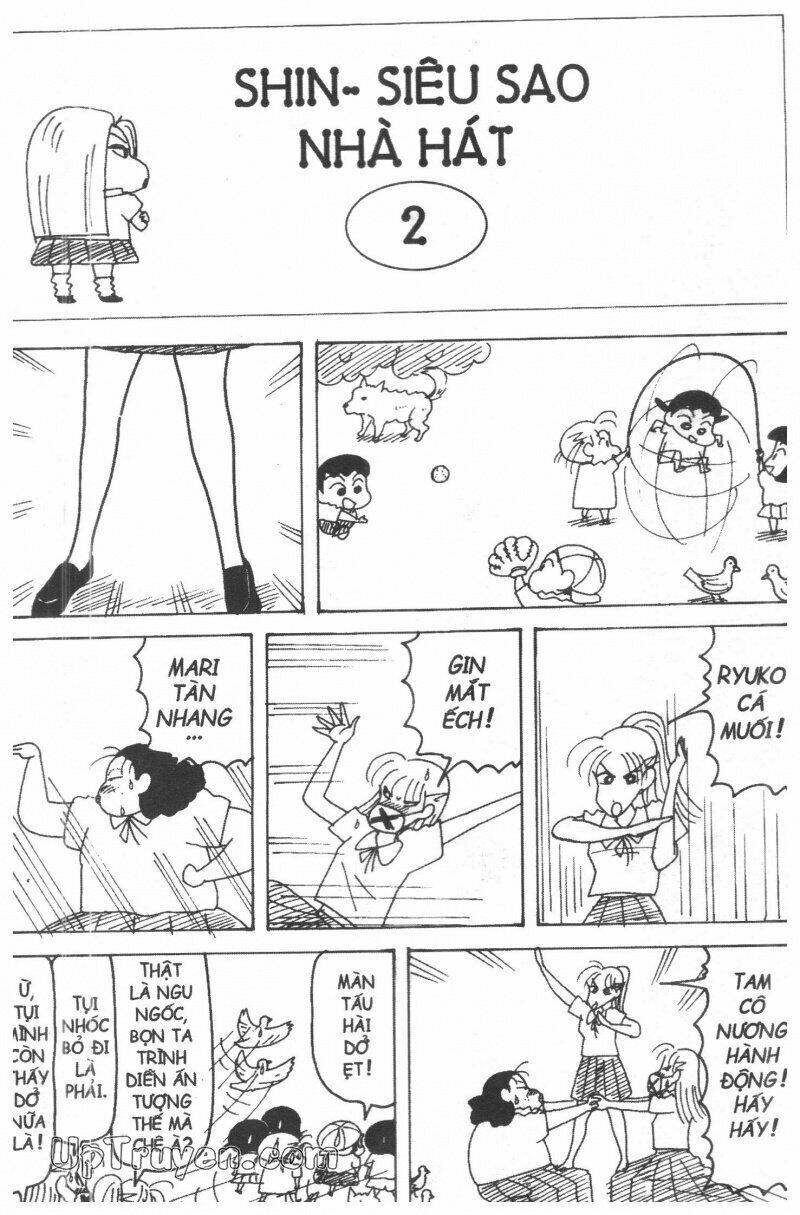 SHIN- SIÊU SAO
NHÀ HÁT
2
RYUKO
CÁ
MUỐI!
GIN
MẮT
ẾCH!
MARI
TÀN
NHANG
...
TAM
CÔ
NƯƠNG
HÀNH
ĐỘNG!
HẤY
HẤY!
MÀN
TẤU
HÀI
DỞ
ẸT!
THẬT
LÀ NGU
NGỐC,
BỌN TA
TRÌNH
DIỄN ẤN
TƯỢNG
THẾ MÀ
CHÊ À?
TỤI
NHÓC
BỎ ĐI
LÀ
PHẢI.
Ừ,
TỤI
MÌNH
CÒN
THẤY
DỞ
NỮA
LÀ!
UpTruyen.com